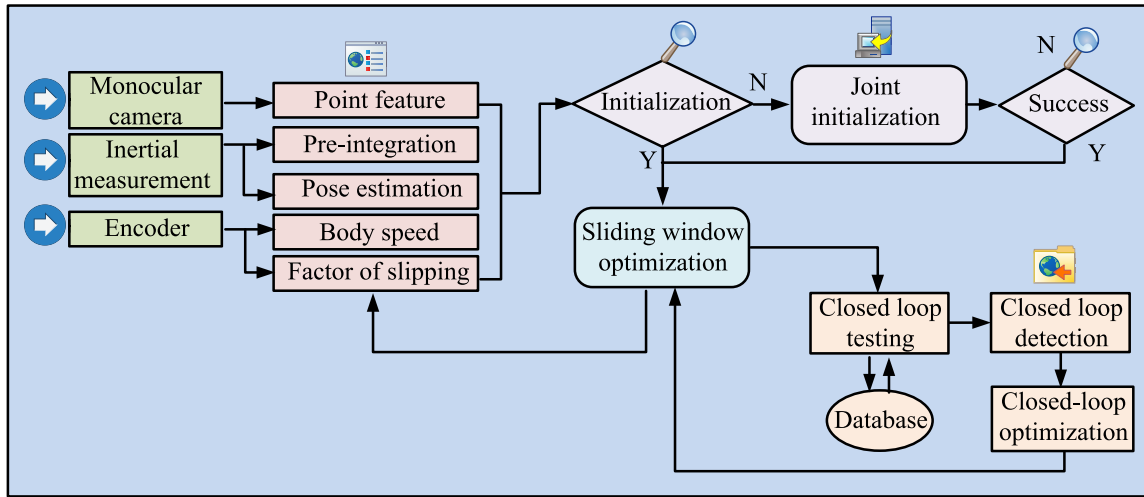 Monocular
camera
Inertial
measurement
Encoder
Point feature
Pre-integration
Pose estimation
Body speed
Factor of slipping
Initialization
N
Y
Joint
initialization
N
Success
Y
Sliding window
optimization
Closed loop
testing
Database
Closed loop
detection
Closed-loop
optimization